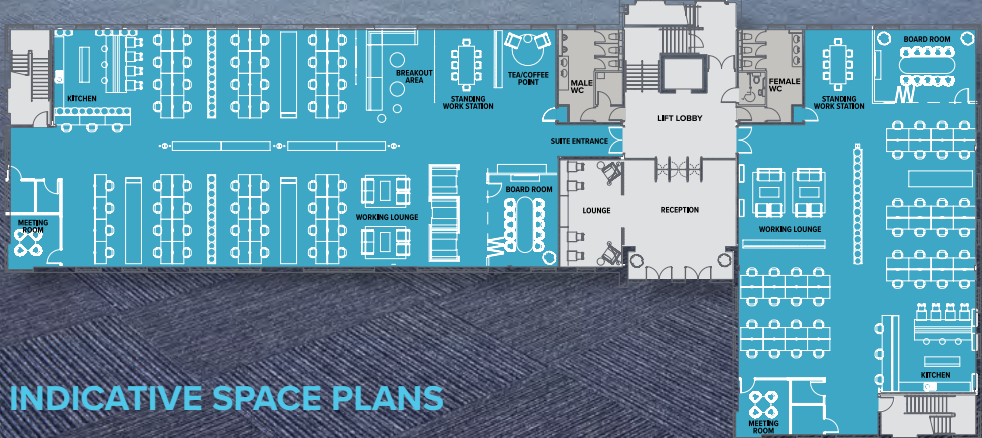 BOARD ROOM
KITCHEN
BREAKOUT
AREA
STANDING
WORK STATION
TEA/COFFEE
POINT
MALE
WC
FEMALE
WC
STANDING
WORK STATION
LIFT LOBBY
SUITE ENTRANCE
BOARD ROOM
MEETING
ROOM
WORKING LOUNGE
LOUNGE
RECEPTION
WORKING LOUNGE
KITCHEN
MEETING
ROOM
INDICATIVE SPACE PLANS